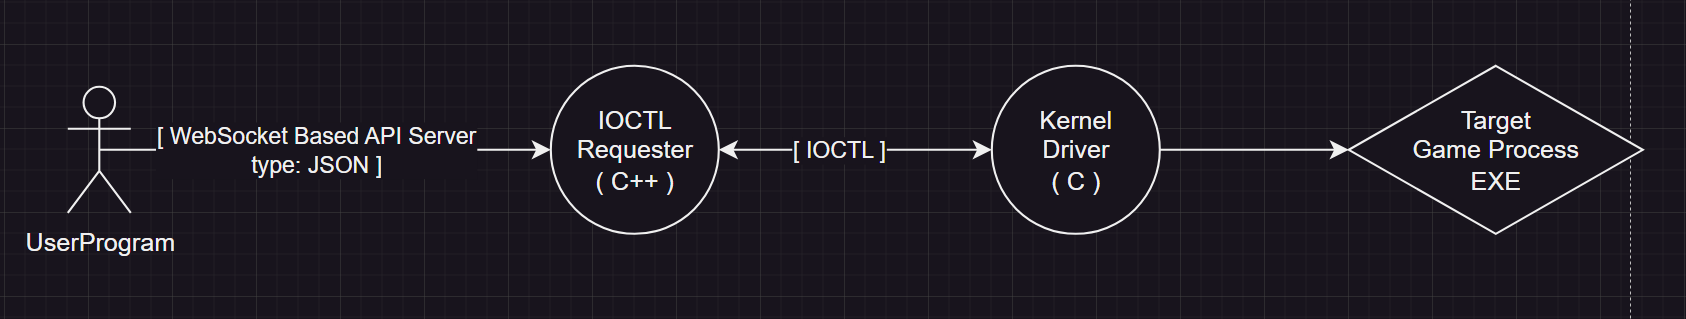 UserProgram
[ WebSocket Based API Server
type: JSON ]
IOCTL
Requester
( C++ )
[ IOCTL ]
Kernel
Driver
( C )
Target
Game Process
EXE